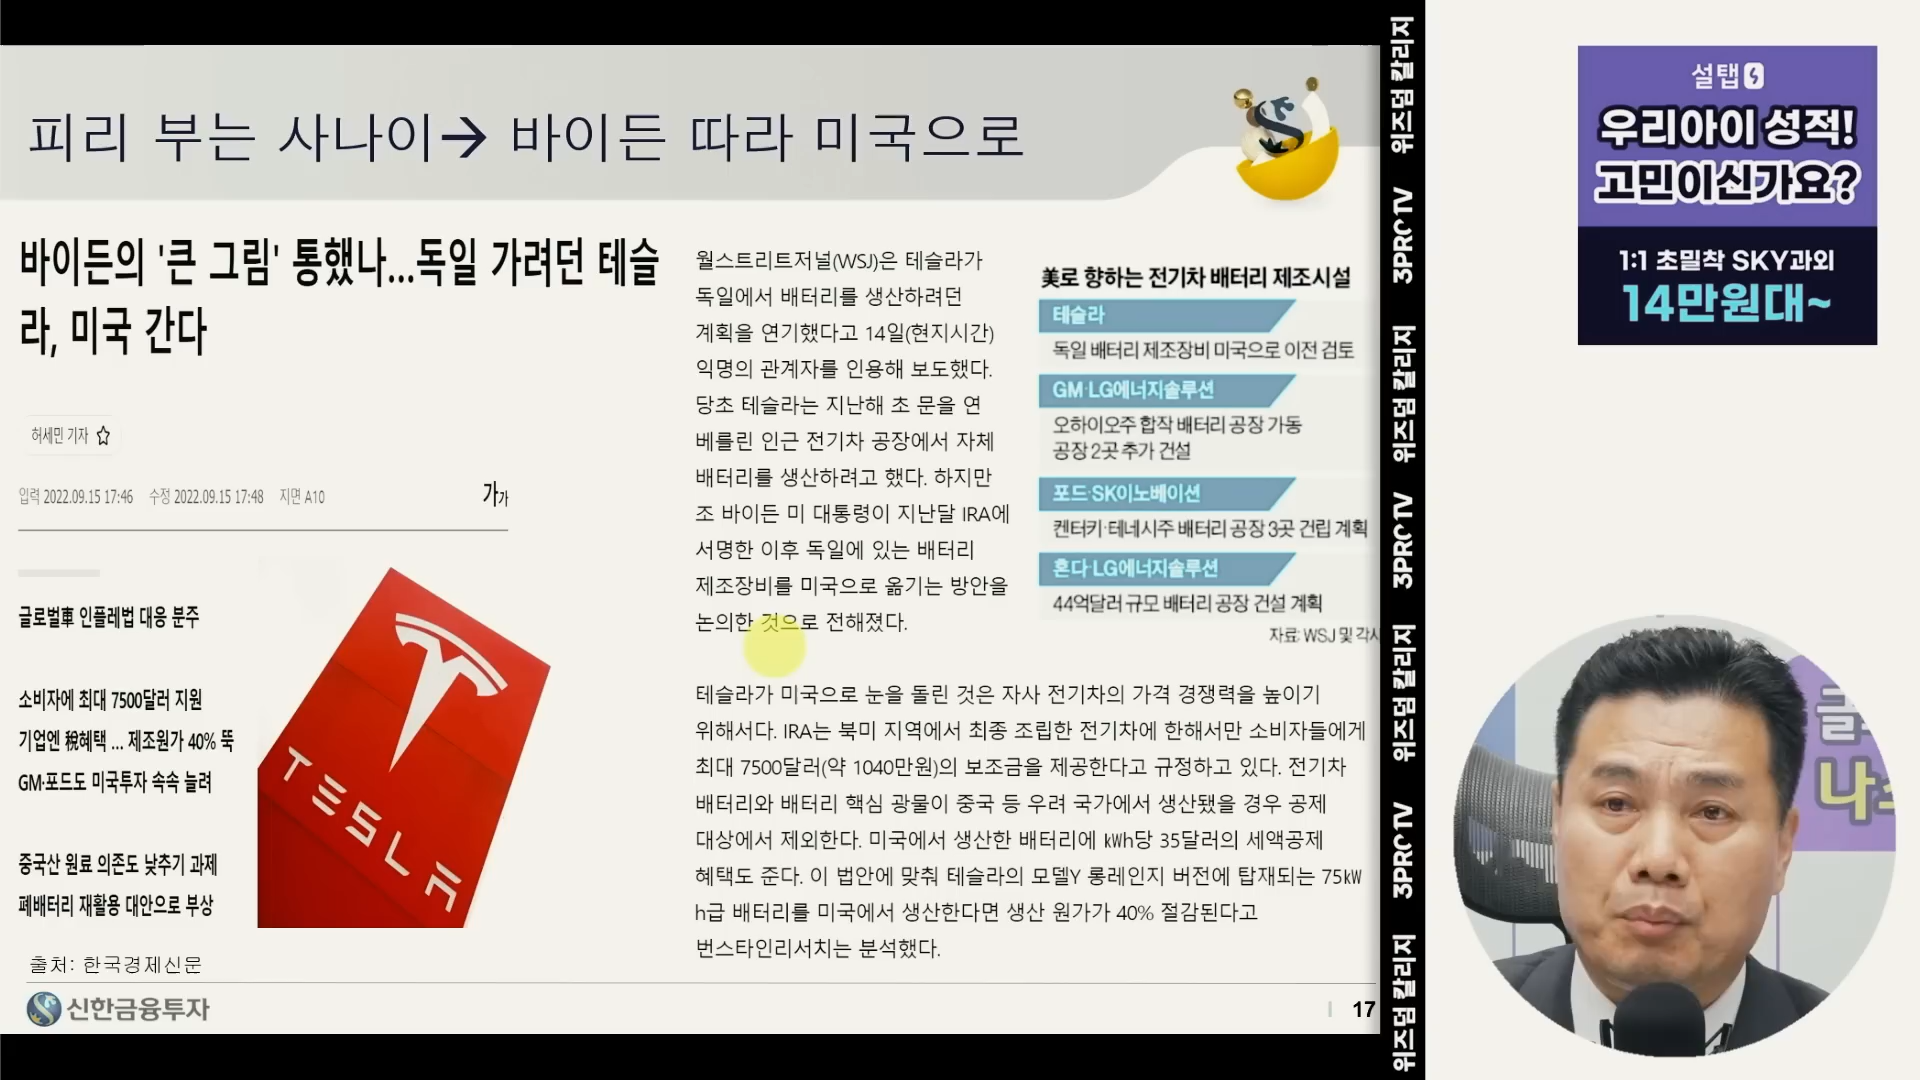 피리 부는 사나이→ 바이든 따라 미국으로
바이든의 '큰 그림' 통했나...독일 가려던 테슬
라, 미국 간다
허세민 기자 ☆
입력 2022.09.15 17:46 수정 2022.09.15 17:48 지면 A10
가가
글로벌車 인플레법 대응 분주
소비자에 최대 7500달러 지원
기업엔 稅혜택 ... 제조원가 40% 뚝
GM·포드도 미국투자 속속 늘려
중국산 원료 의존도 낮추기 과제
폐배터리 재활용 대안으로 부상
TESLA
출처: 한국경제신문
신한금융투자
월스트리트저널(WSJ)은 테슬라가
독일에서 배터리를 생산하려던
계획을 연기했다고 14일(현지시간)
익명의 관계자를 인용해 보도했다.
당초 테슬라는 지난해 초 문을 연
베를린 인근 전기차 공장에서 자체
배터리를 생산하려고 했다. 하지만
조 바이든 미 대통령이 지난달 IRA에
서명한 이후 독일에 있는 배터리
제조장비를 미국으로 옮기는 방안을
논의한 것으로 전해졌다.
美로 향하는 전기차 배터리 제조시설
테슬라
독일 배터리 제조장비 미국으로 이전 검토
GM·LG에너지솔루션
오하이오주 합작 배터리 공장 가동
공장 2곳 추가 건설
포드·SK이노베이션
켄터키·테네시주 배터리 공장 3곳 건립 계획
혼다·LG에너지솔루션
44억달러 규모 배터리 공장 건설 계획
자료: WSJ 및 각사
테슬라가 미국으로 눈을 돌린 것은 자사 전기차의 가격 경쟁력을 높이기
위해서다. IRA는 북미 지역에서 최종 조립한 전기차에 한해서만 소비자들에게
최대 7500달러(약 1040만원)의 보조금을 제공한다고 규정하고 있다. 전기차
배터리와 배터리 핵심 광물이 중국 등 우려 국가에서 생산됐을 경우 공제
대상에서 제외한다. 미국에서 생산한 배터리에 kWh당 35달러의 세액공제
혜택도 준다. 이 법안에 맞춰 테슬라의 모델Y 롱레인지 버전에 탑재되는 75kW
h급 배터리를 미국에서 생산한다면 생산 원가가 40% 절감된다고
번스타인리서치는 분석했다.
17
위즈덤 칼리지
3PROTV
위즈덤 칼리지
3PROTV
위즈덤 칼리지
3PROTV
위즈덤 칼리지
설탭
우리아이 성적!
고민이신가요?
1:1 초밀착 SKY과외
14만원대~